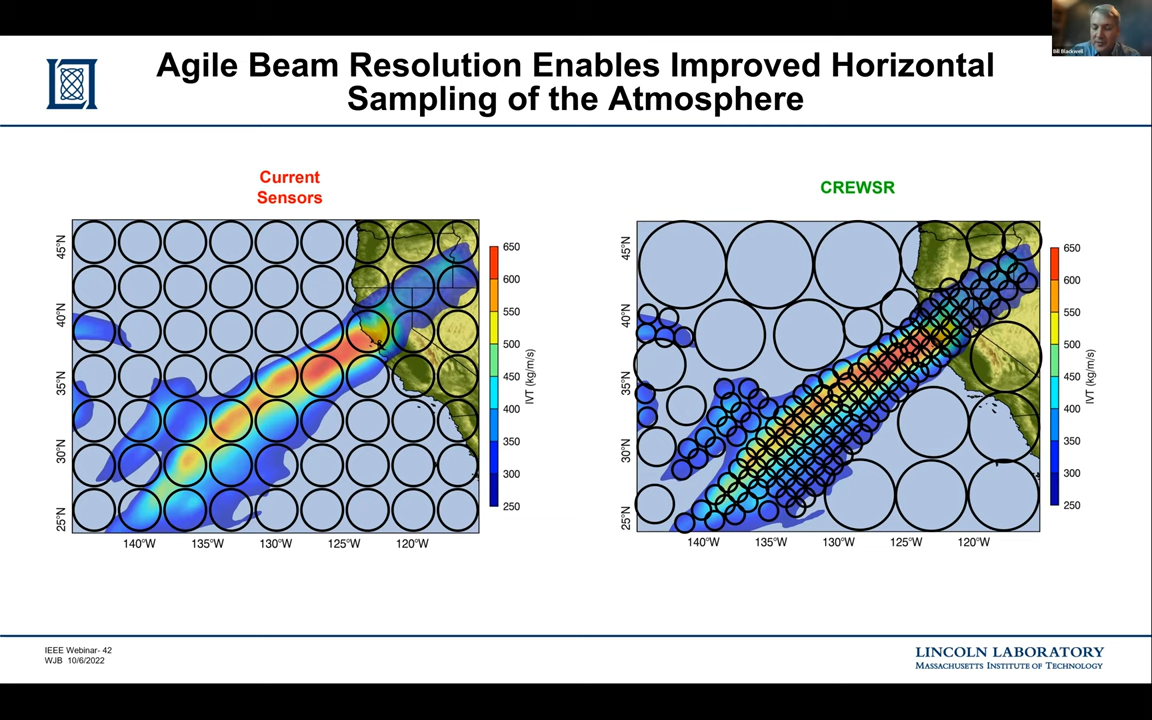 Bill Blackwell
Agile Beam Resolution Enables Improved Horizontal
Sampling of the Atmosphere
Current
Sensors
45°N
40°N
35°N
30°N
25°N
140°W
135°W
130°W
125°W
120°W
650
600
550
500
450
400
350
300
250
IVT (kg/m/s)
CREWSR
45°N
40°N
35°N
30°N
25°N
140°W
135°W
130°W
125°W
120°W
650
600
550
500
450
400
350
300
250
IVT (kg/m/s)
IEEE Webinar- 42
WJB 10/6/2022
LINCOLN LABORATORY
MASSACHUSETTS INSTITUTE OF TECHNOLOGY